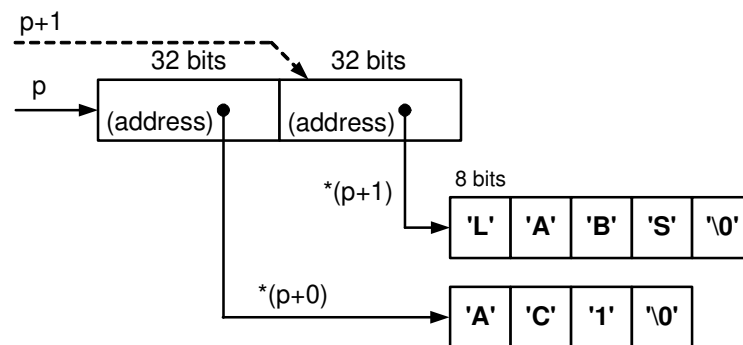 p+1
32 bits 32 bits
p
(address) (address)
*(p+1)
8 bits
'L' 'A' 'B' 'S' '\0'
*(p+0)
'A' 'C' '1' '\0'